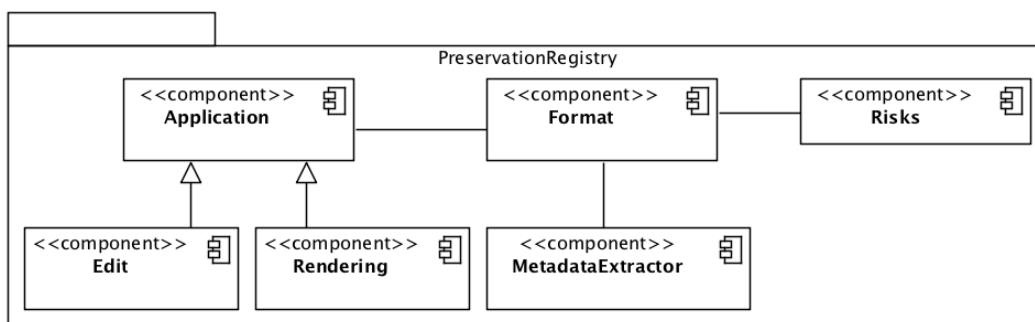 PreservationRegistry
<<component>>
Application
<<component>>
Format
<<component>>
Risks
<<component>>
Edit
<<component>>
Rendering
<<component>>
MetadataExtractor